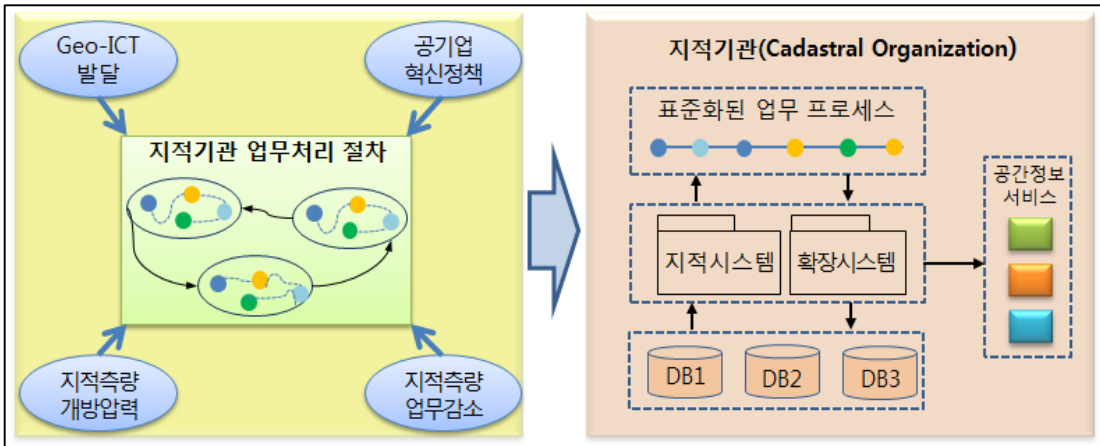 Geo-ICT
발달
공기업
혁신정책
지적기관 업무처리 절차
지적측량
개방압력
지적측량
업무감소
지적기관(Cadastral Organization)
표준화된 업무 프로세스
지적시스템
확장시스템
공간정보
서비스
DB1
DB2
DB3